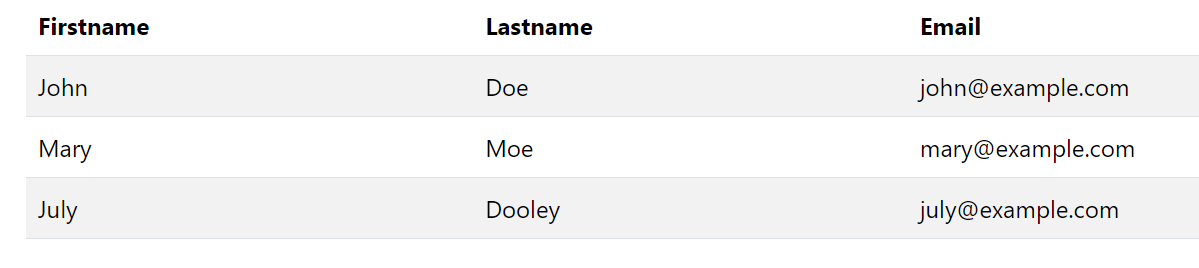 Firstname Lastname Email
John Doe john@example.com
Mary Moe mary@example.com
July Dooley july@example.com